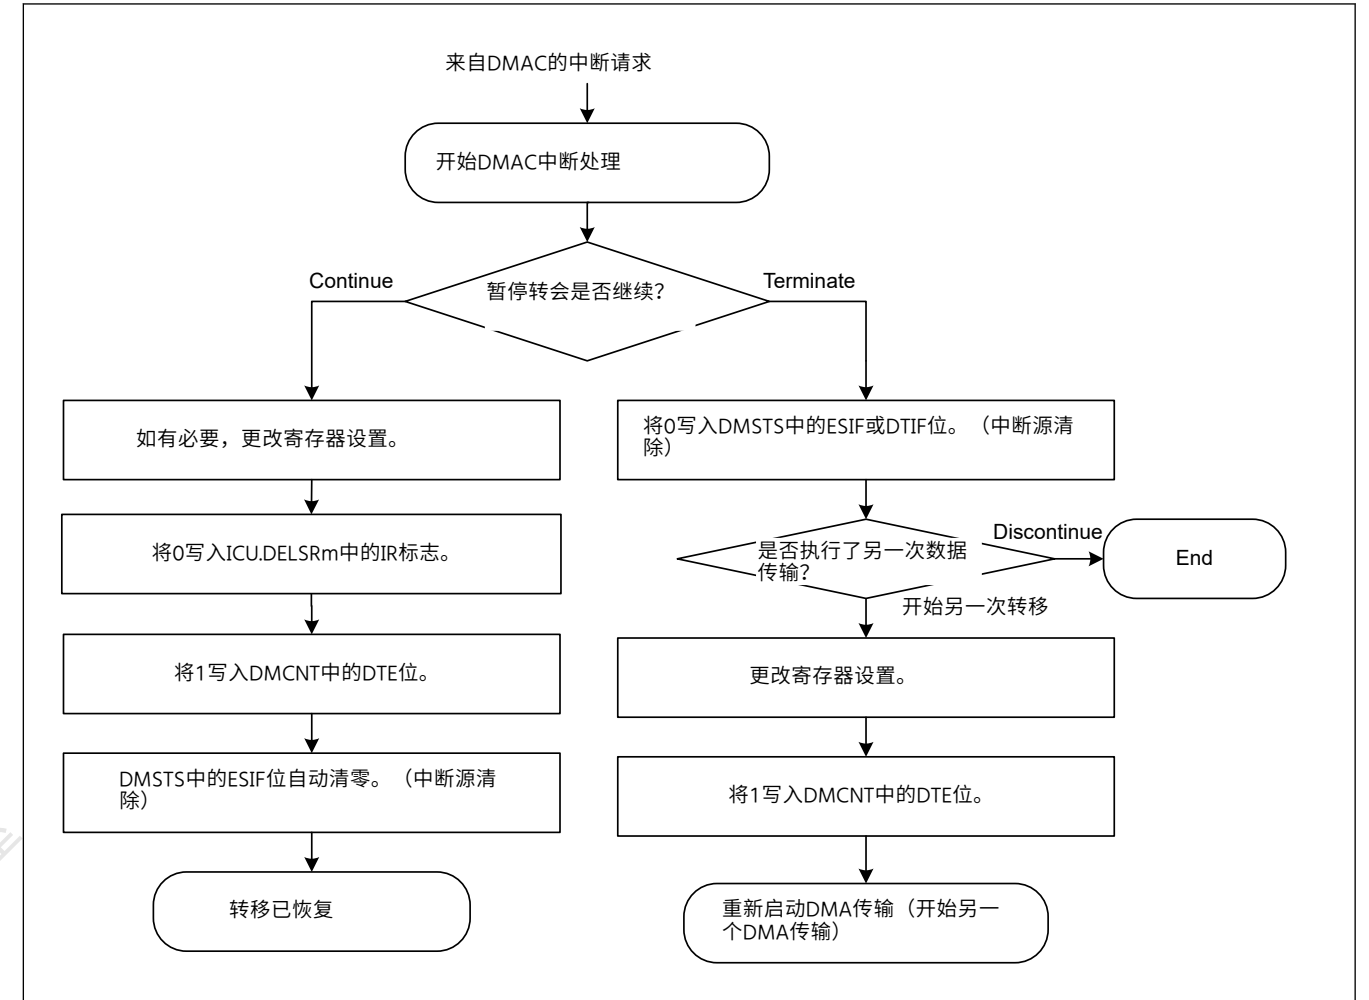 来自DMAC的中断请求
开始DMAC中断处理
Continue
暂停转会是否继续？
Terminate
如有必要，更改寄存器设置。
将0写入DMSTS中的ESIF或DTIF位。（中断源清
除）
将0写入ICU.DELSRm中的IR标志。
是否执行了另一次数据
传输？
Discontinue
End
开始另一次转移
将1写入DMCNT中的DTE位。
更改寄存器设置。
DMSTS中的ESIF位自动清零。（中断源清
除）
将1写入DMCNT中的DTE位。
转移已恢复
重新启动DMA传输（开始另一
个DMA传输）